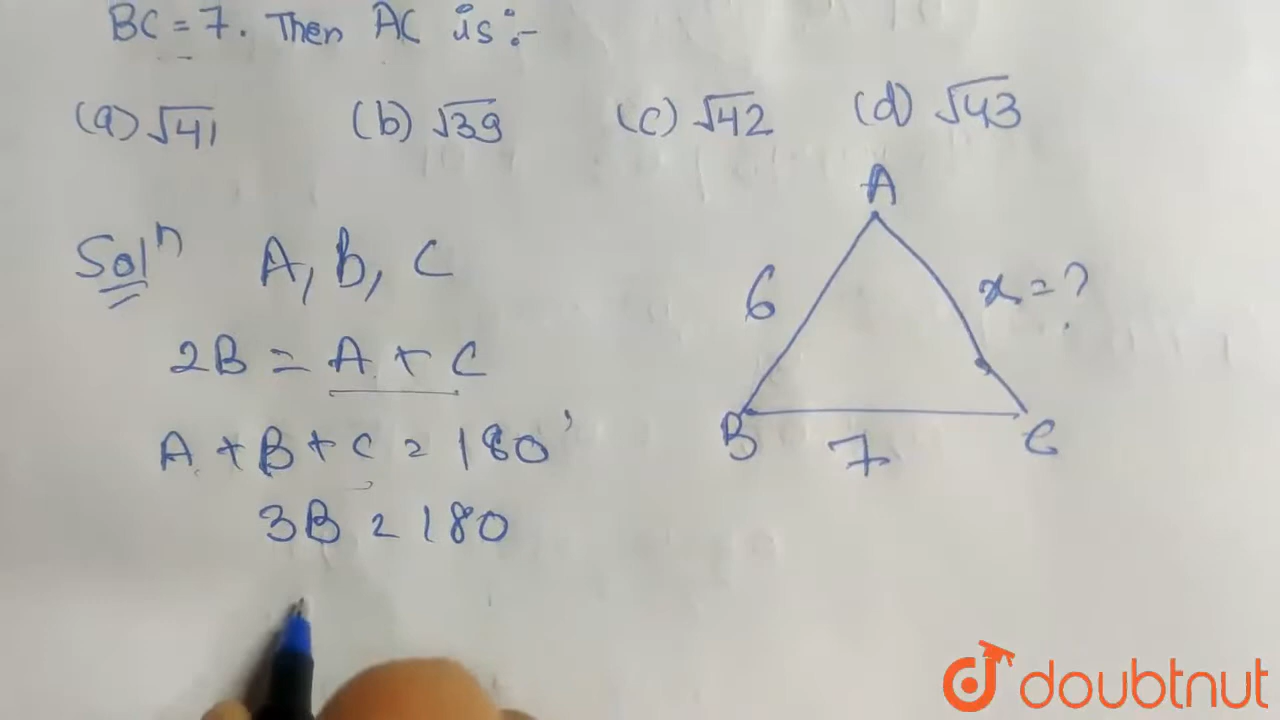 BC = 7. Then AC is :-
(a) √41 (b) √39 (c) √42 (d) √43
A
Solⁿ A, B, C
6 x = ?
2B = A + C
A + B + C = 180°
B 7 C
3B = 180
doubtnut